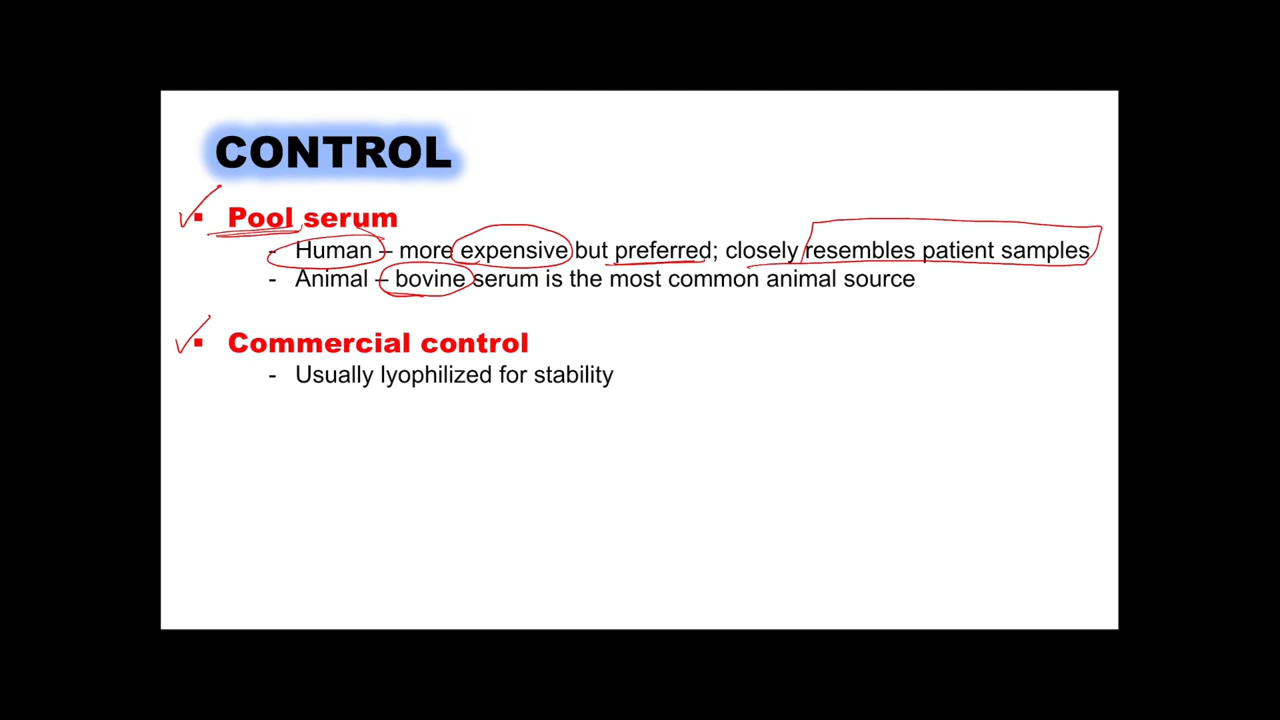 CONTROL
▪ Pool serum
- Human – more expensive but preferred; closely resembles patient samples
- Animal – bovine serum is the most common animal source
▪ Commercial control
- Usually lyophilized for stability